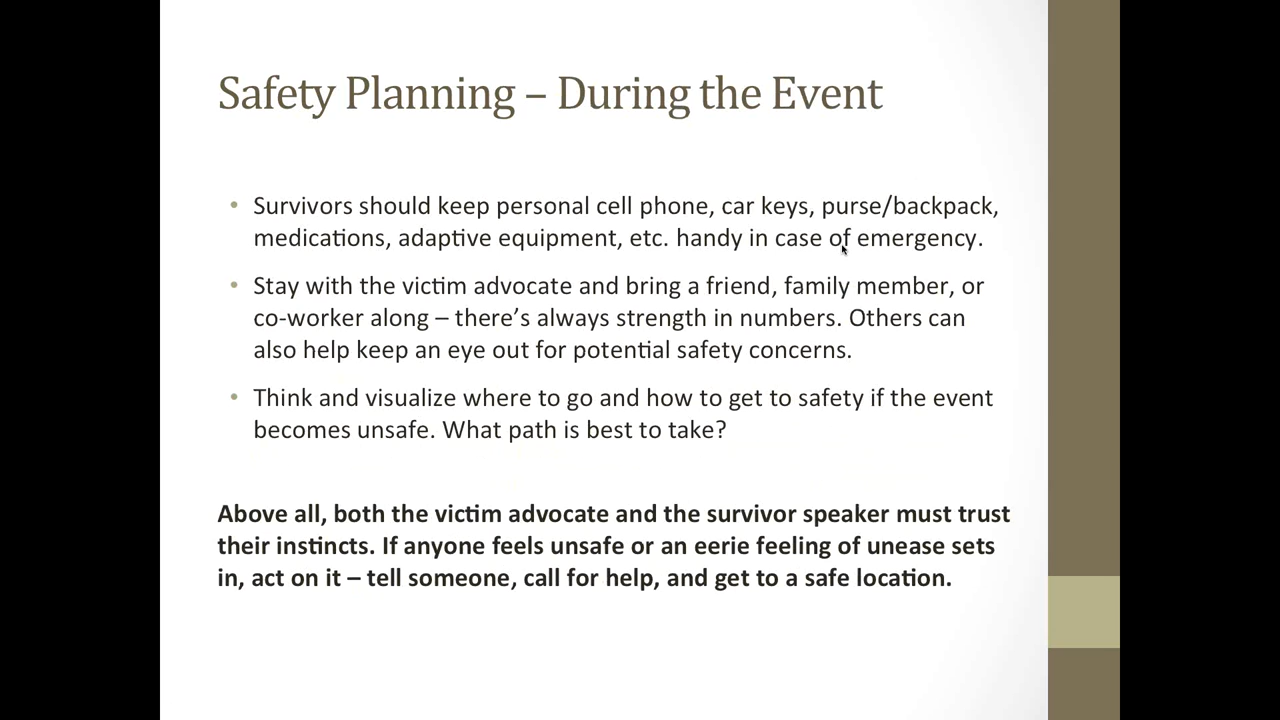 Safety Planning – During the Event
• Survivors should keep personal cell phone, car keys, purse/backpack,
medications, adaptive equipment, etc. handy in case of emergency.
• Stay with the victim advocate and bring a friend, family member, or
co-worker along – there’s always strength in numbers. Others can
also help keep an eye out for potential safety concerns.
• Think and visualize where to go and how to get to safety if the event
becomes unsafe. What path is best to take?
Above all, both the victim advocate and the survivor speaker must trust
their instincts. If anyone feels unsafe or an eerie feeling of unease sets
in, act on it – tell someone, call for help, and get to a safe location.